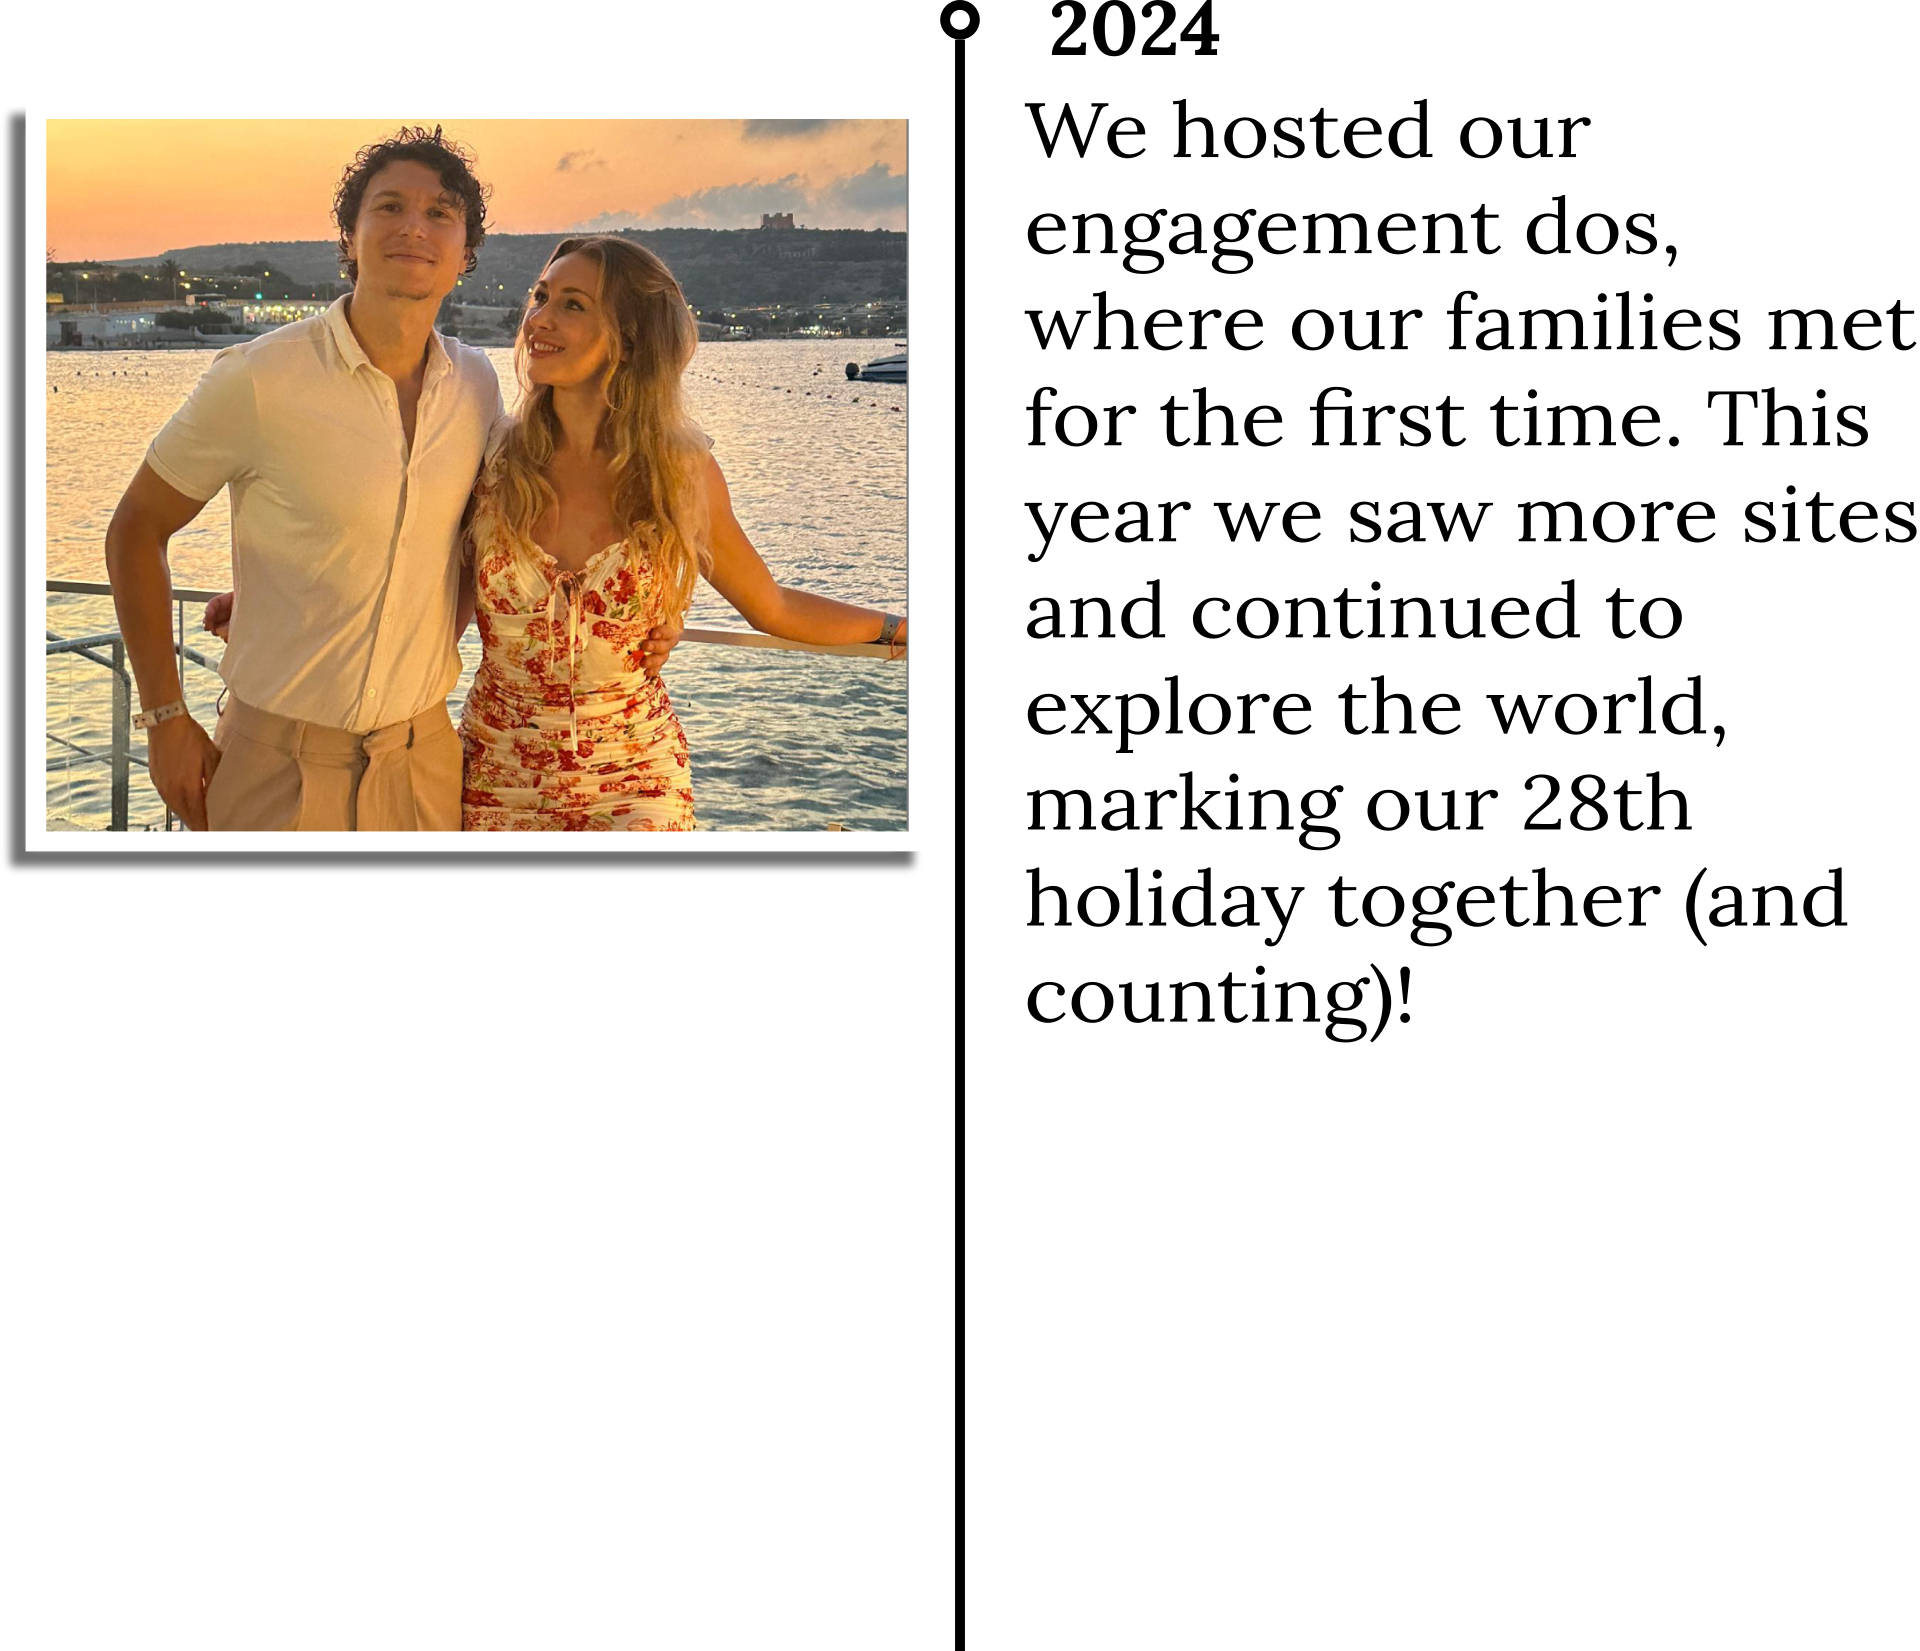 2024
We hosted our
engagement dos,
where our families met
for the first time. This
year we saw more sites
and continued to
explore the world,
marking our 28th
holiday together (and
counting)!